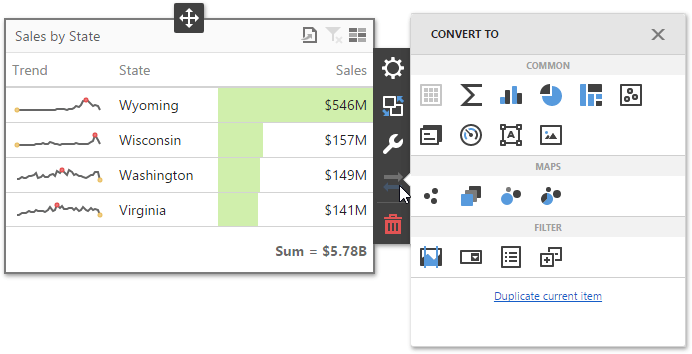 Sales by State
Trend State Sales
Wyoming $546M
Wisconsin $157M
Washington $149M
Virginia $141M
Sum = $5.78B
CONVERT TO
COMMON
A
MAPS
FILTER
Duplicate current item